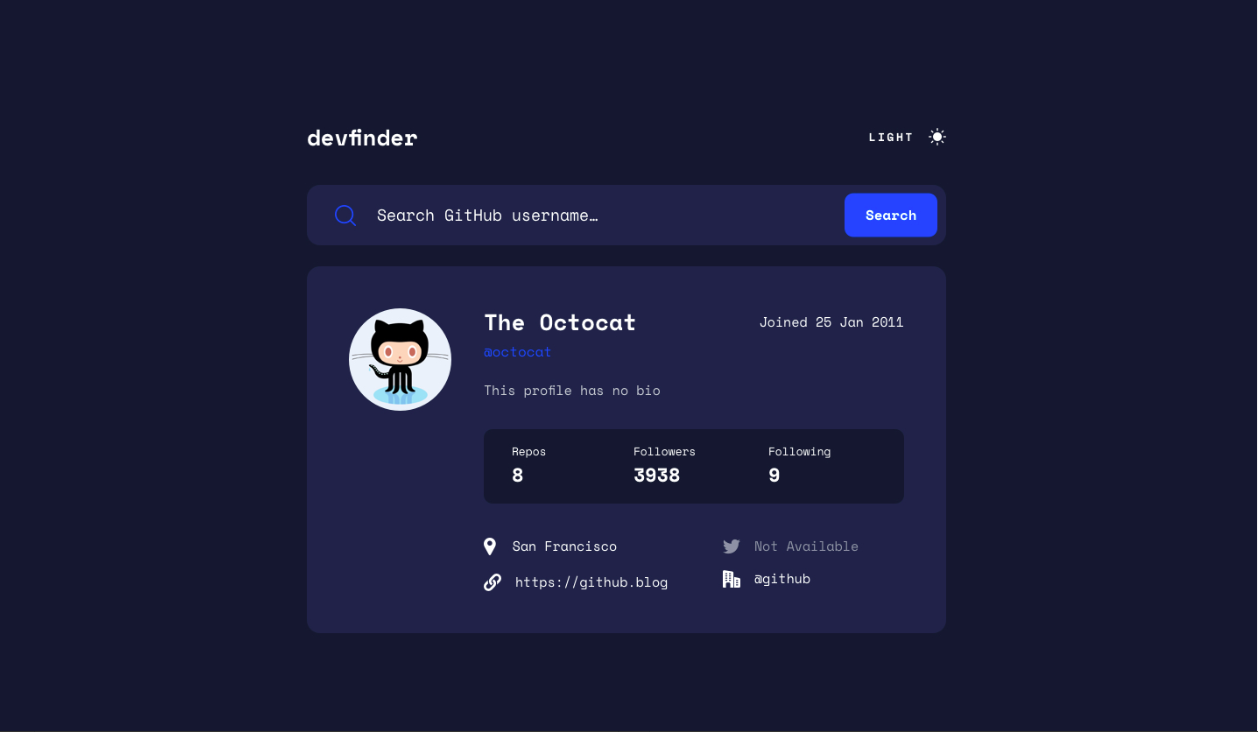 devfinder
LIGHT
Search GitHub username…
Search
The Octocat
Joined 25 Jan 2011
@octocat
This profile has no bio
Repos
8
Followers
3938
Following
9
San Francisco
Not Available
https://github.blog
@github